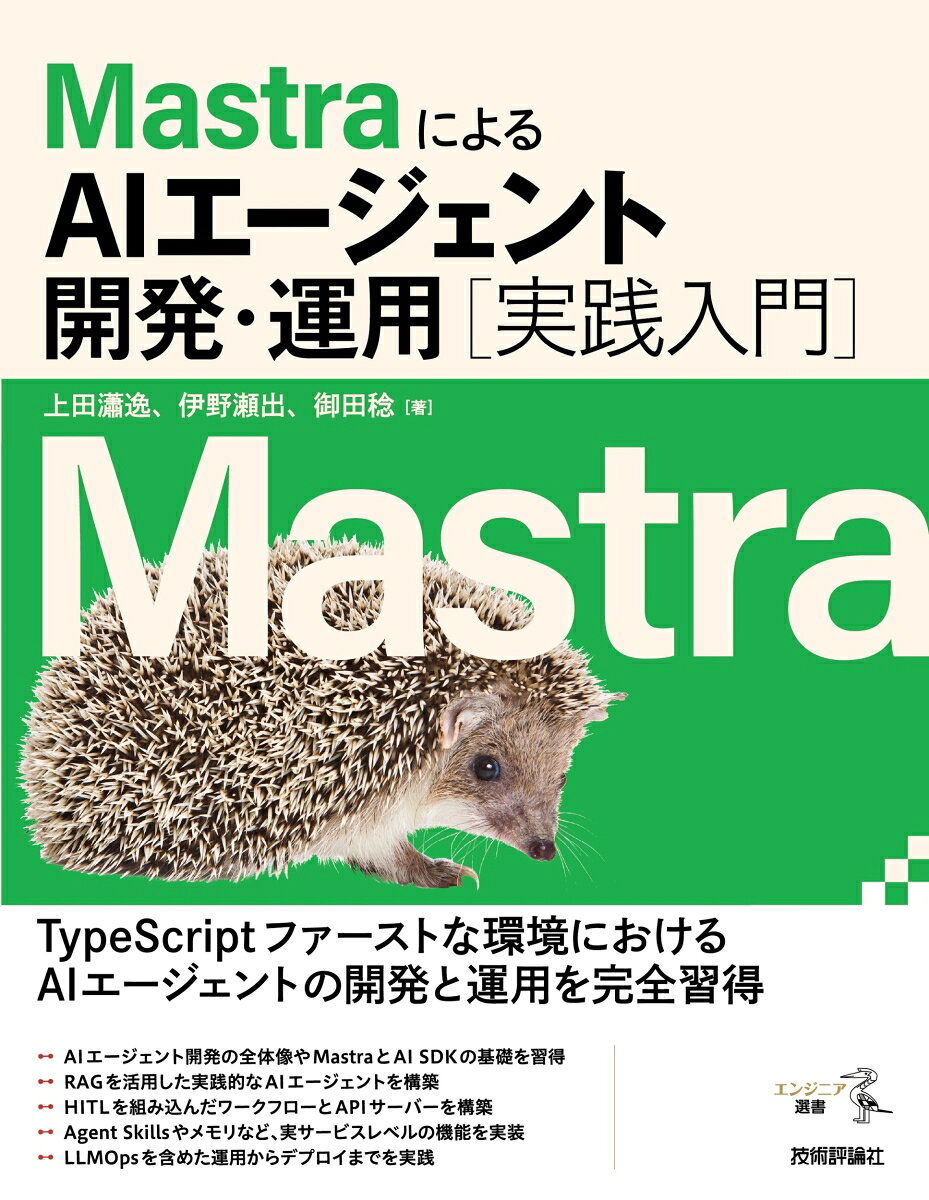 Mastraによる
AIエージェント
開発・運用[実践入門]
上田瀟逸、伊野瀬出、御田稔[著]
Mastra
TypeScriptファーストな環境における
AIエージェントの開発と運用を完全習得
AIエージェント開発の全体像やMastraとAI SDKの基礎を習得
RAGを活用した実践的なAIエージェントを構築
HITLを組み込んだワークフローとAPIサーバーを構築
Agent Skillsやメモリなど、実サービスレベルの機能を実装
LLMOpsを含めた運用からデプロイまでを実践
エンジニア
選書
技術評論社